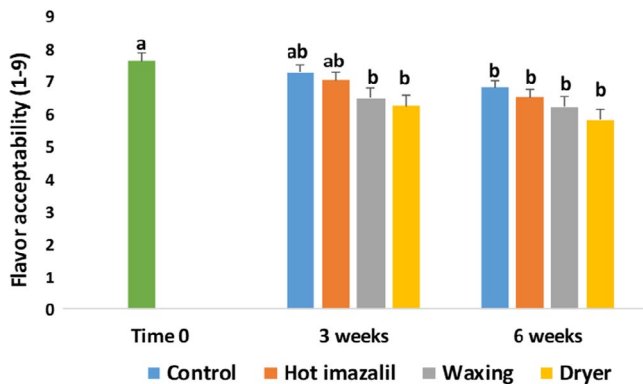 Flavor acceptability (1-9)
9
8
7
6
5
4
3
2
1
0
a
ab
ab
b
b
b
b
b
b
Time 0
3 weeks
6 weeks
Control
Hot imazalil
Waxing
Dryer